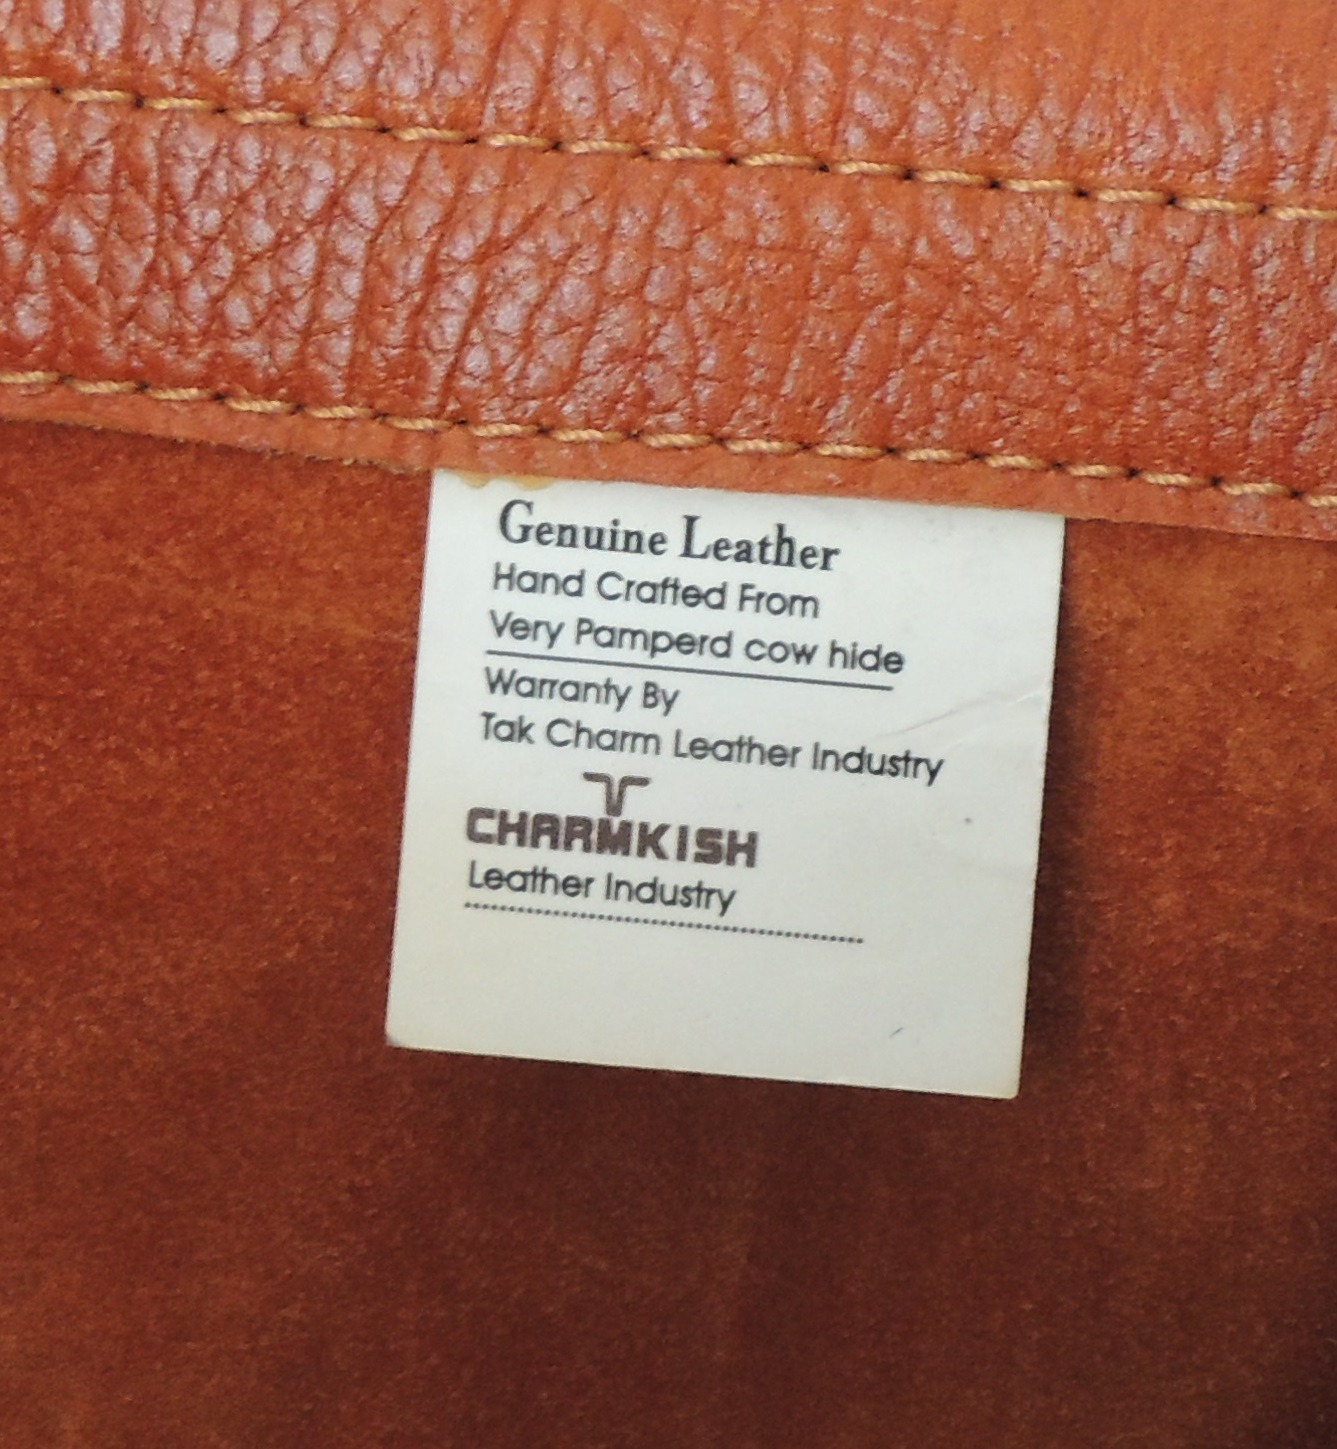 Genuine Leather
Hand Crafted From
Very Pamperd cow hide
Warranty By
Tak Charm Leather Industry
CHARMKISH
Leather Industry